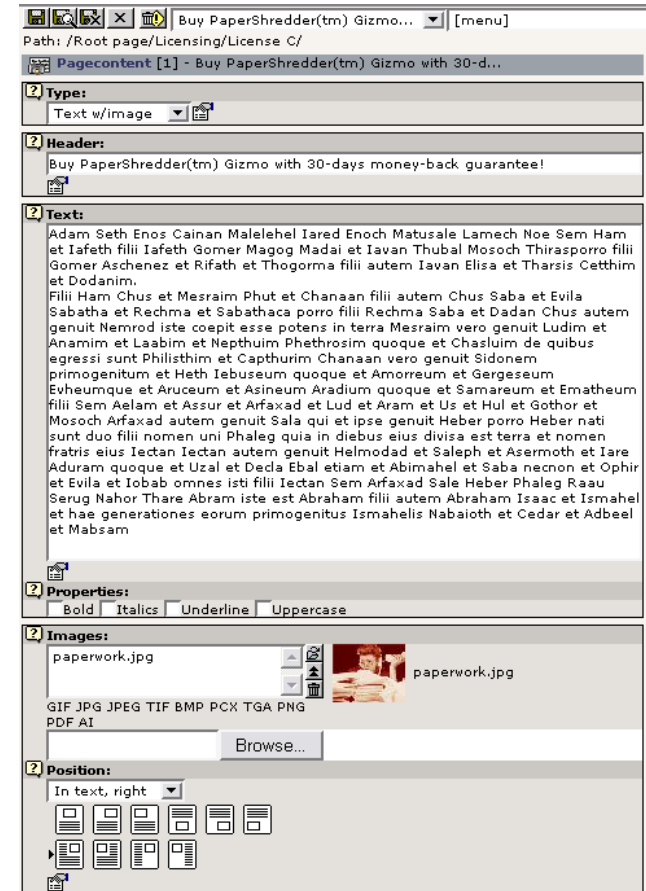 Buy PaperShredder(tm) Gizmo... [menu]
Path: /Root page/Licensing/License C/
Pagecontent [1] - Buy PaperShredder(tm) Gizmo with 30-d...
Type:
Text w/image
Header:
Buy PaperShredder(tm) Gizmo with 30-days money-back guarantee!
Text:
Adam Seth Enos Cainan Malelehel Iared Enoch Matusale Lamech Noe Sem Ham
et Iafeth filii Iafeth Gomer Magog Madai et Iavan Thubal Mosoch Thirasporro filii
Gomer Aschenez et Rifath et Thogorma filii autem Iavan Elisa et Tharsis Cetthim
et Dodanim.
Filii Ham Chus et Mesraim Phut et Chanaan filii autem Chus Saba et Evila
Sabatha et Rechma et Sabathaca porro filii Rechma Saba et Dadan Chus autem
genuit Nemrod iste coepit esse potens in terra Mesraim vero genuit Ludim et
Anamim et Laabim et Nepthuim Phethrosim quoque et Chasluim de quibus
egressi sunt Philisthim et Capthurim Chanaan vero genuit Sidonem
primogenitum et Heth Iebuseum quoque et Amorreum et Gergeseum
Evheumque et Aruceum et Asineum Aradium quoque et Samareum et Ematheum
filii Sem Aelam et Assur et Arfaxad et Lud et Aram et Us et Hul et Gothor et
Mosoch Arfaxad autem genuit Sala qui et ipse genuit Heber porro Heber nati
sunt duo filii nomen uni Phaleg quia in diebus eius divisa est terra et nomen
fratris eius Iectan Iectan autem genuit Helmodad et Saleph et Asermoth et Iare
Aduram quoque et Uzal et Decla Ebal etiam et Abimahel et Saba necnon et Ophir
et Evila et Iobab omnes isti filii Iectan Sem Arfaxad Sale Heber Phaleg Raau
Serug Nahor Thare Abram iste est Abraham filii autem Abraham Isaac et Ismahel
et hae generationes eorum primogenitus Ismahelis Nabaioth et Cedar et Adbeel
et Mabsam
Properties:
Bold Italics Underline Uppercase
Images:
paperwork.jpg
paperwork.jpg
GIF JPG JPEG TIF BMP PCX TGA PNG
PDF AI
Browse...
Position:
In text, right